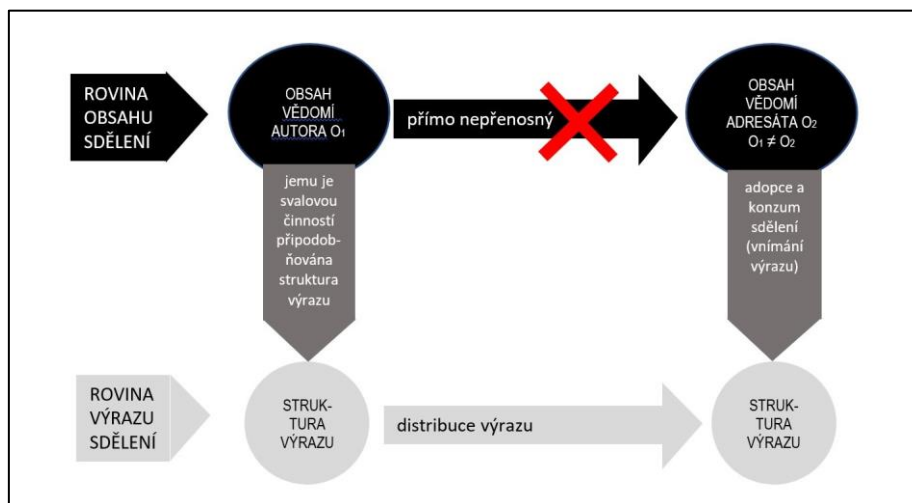 ROVINA
OBSAHU
SDĚLENÍ
OBSAH
VĚDOMÍ
AUTORA O1
přímo nepřenosný
OBSAH
VĚDOMÍ
ADRESÁTA O2
O1 ≠ O2
jemu je
svalovou
činností
připodob-
ňována
struktura
výrazu
adopce a
konzum
sdělení
(vnímání
výrazu)
ROVINA
VÝRAZU
SDĚLENÍ
STRUK-
TURA
VÝRAZU
distribuce výrazu
STRUK-
TURA
VÝRAZU